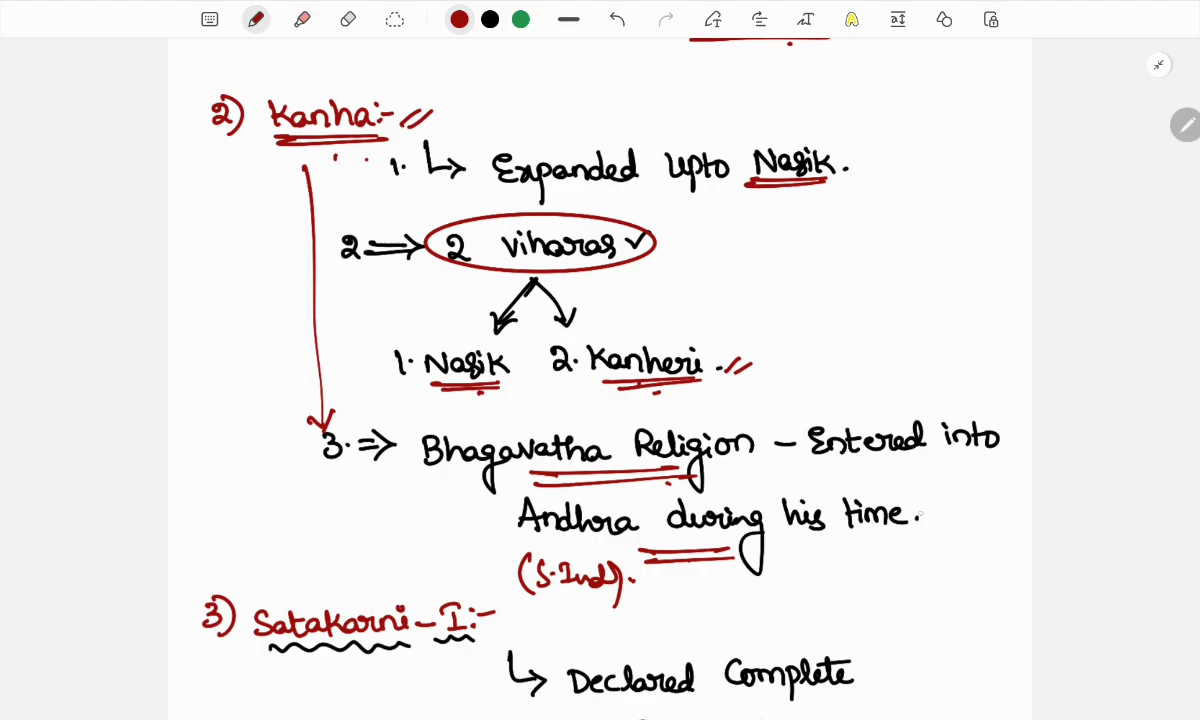 2) Kanha:-
1. ↳ Expanded Upto Nasik.
2 ⇒ 2 Viharas ✓
1. Nasik 2. Kanheri.
3. ⇒ Bhagavatha Religion - Entered into
Andhra during his time.
(S.Ind).
3) Satakarni - I:-
↳ Declared Complete